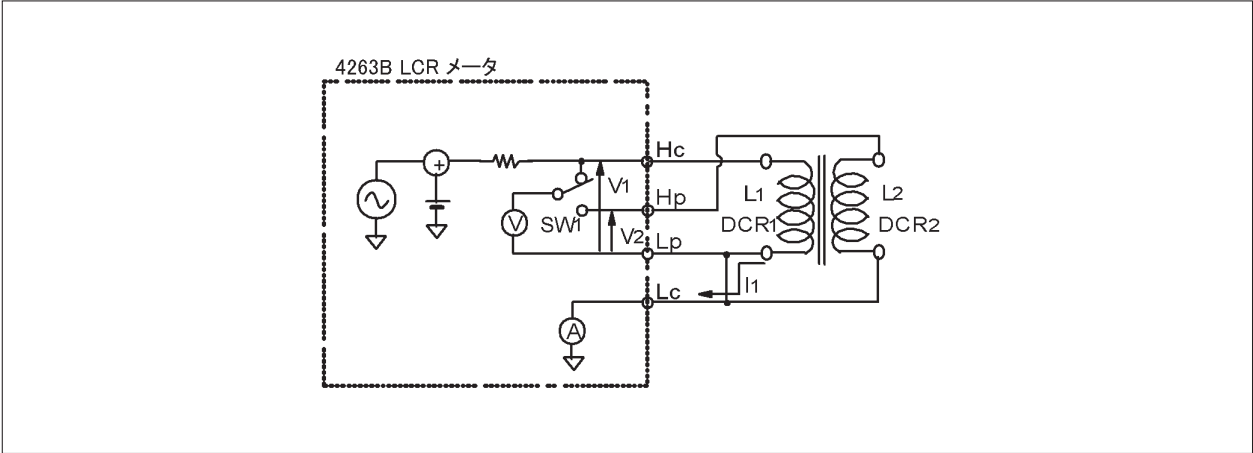 4263B LCR メータ
Hc
V1
L1
L2
Hp
SW1
DCR1
DCR2
V
V2
Lp
I1
Lc
A